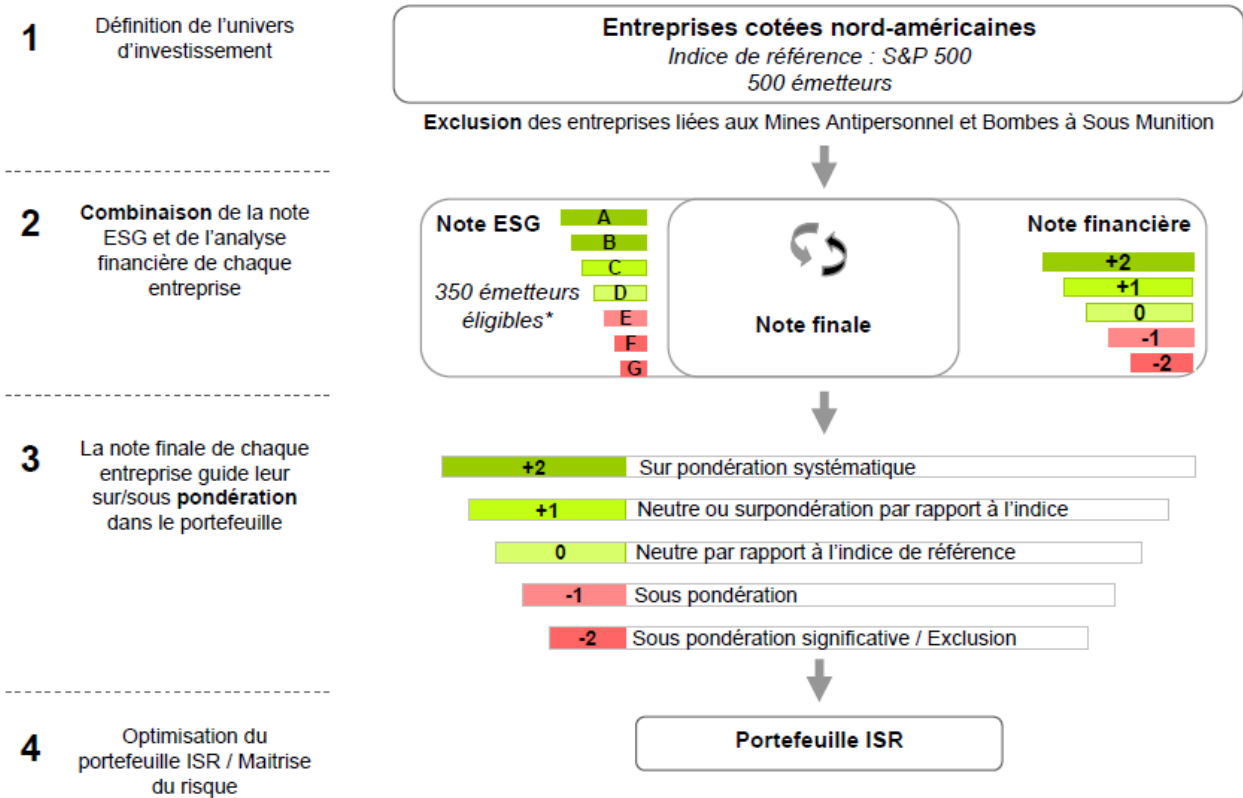 1
Définition de l'univers
d'investissement
Entreprises cotées nord-américaines
Indice de référence : S&P 500
500 émetteurs
Exclusion des entreprises liées aux Mines Antipersonnel et Bombes à Sous Munition
2
Combinaison de la note
ESG et de l'analyse
financière de chaque
entreprise
Note ESG
A
B
C
D
E
F
G
350 émetteurs
éligibles*
Note finale
Note financière
+2
+1
0
-1
-2
3
La note finale de chaque
entreprise guide leur
sur/sous pondération
dans le portefeuille
+2 Sur pondération systématique
+1 Neutre ou surpondération par rapport à l'indice
0 Neutre par rapport à l'indice de référence
-1 Sous pondération
-2 Sous pondération significative / Exclusion
4
Optimisation du
portefeuille ISR / Maitrise
du risque
Portefeuille ISR